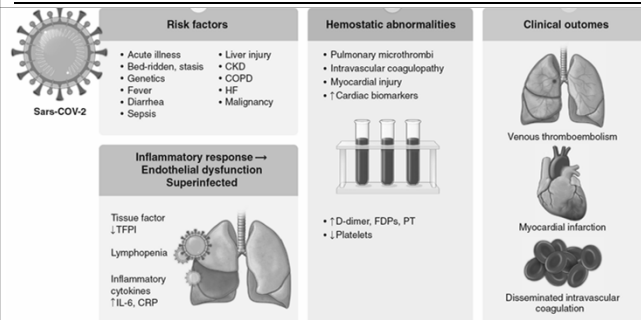 Sars-COV-2
Risk factors
• Acute illness
• Bed-ridden, stasis
• Genetics
• Fever
• Diarrhea
• Sepsis
• Liver injury
• CKD
• COPD
• HF
• Malignancy
Inflammatory response →
Endothelial dysfunction
Superinfected
Tissue factor
↓TFPI
Lymphopenia
Inflammatory
cytokines
↑IL-6, CRP
Hemostatic abnormalities
• Pulmonary microthrombi
• Intravascular coagulopathy
• Myocardial injury
• ↑Cardiac biomarkers
• ↑D-dimer, FDPs, PT
• ↓Platelets
Clinical outcomes
Venous thromboembolism
Myocardial infarction
Disseminated intravascular
coagulation